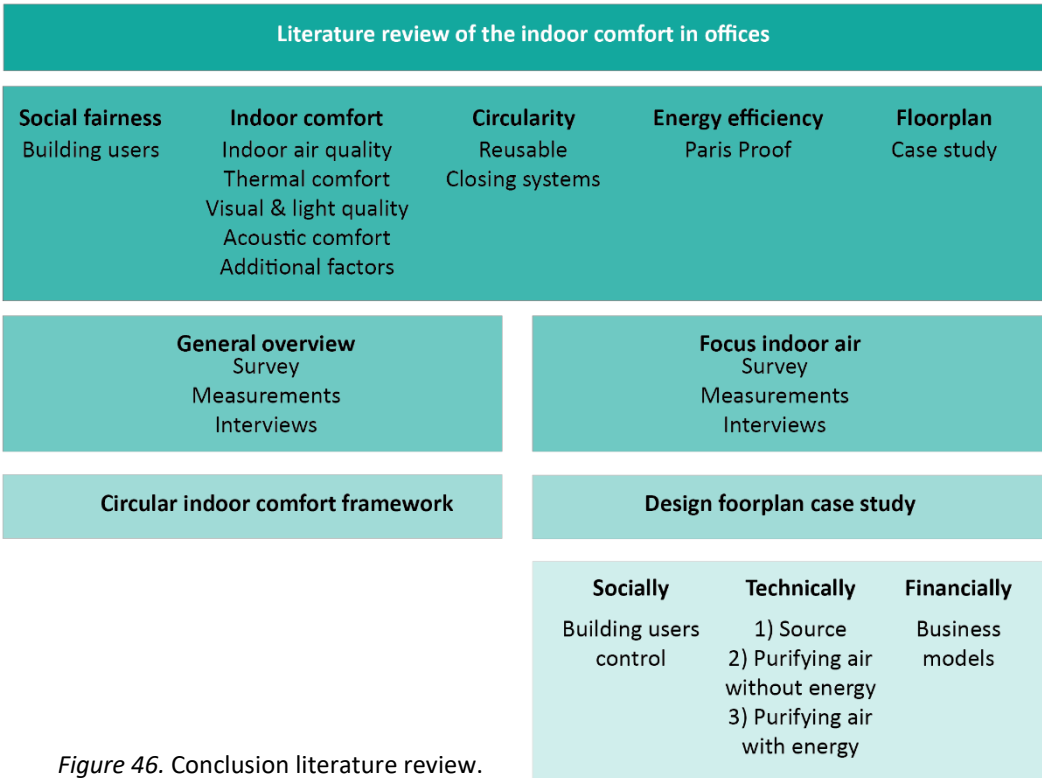 Literature review of the indoor comfort in offices
Social fairness
Building users
Indoor comfort
Indoor air quality
Thermal comfort
Visual & light quality
Acoustic comfort
Additional factors
Circularity
Reusable
Closing systems
Energy efficiency
Paris Proof
Floorplan
Case study
General overview
Survey
Measurements
Interviews
Focus indoor air
Survey
Measurements
Interviews
Circular indoor comfort framework
Design foorplan case study
Socially
Building users
control
Technically
1) Source
2) Purifying air
without energy
3) Purifying air
with energy
Financially
Business
models
Figure 46. Conclusion literature review.